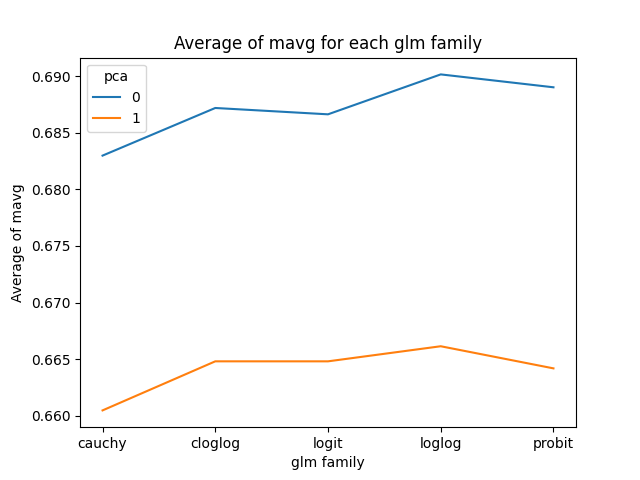 Average of mavg for each glm family
pca
0
1
0.690
0.685
0.680
0.675
0.670
0.665
0.660
Average of mavg
cauchy cloglog logit loglog probit
glm family